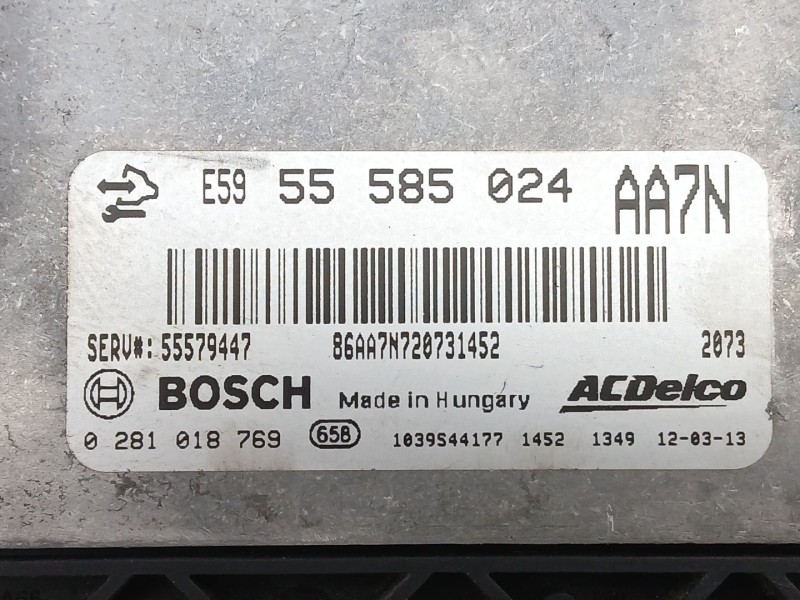 E59 55 585 024 AA7N
SERV#: 55579447 86AA7N720731452 2073
BOSCH Made in Hungary ACDelco
0 281 018 769 658 1039S44177 1452 1349 12-03-13